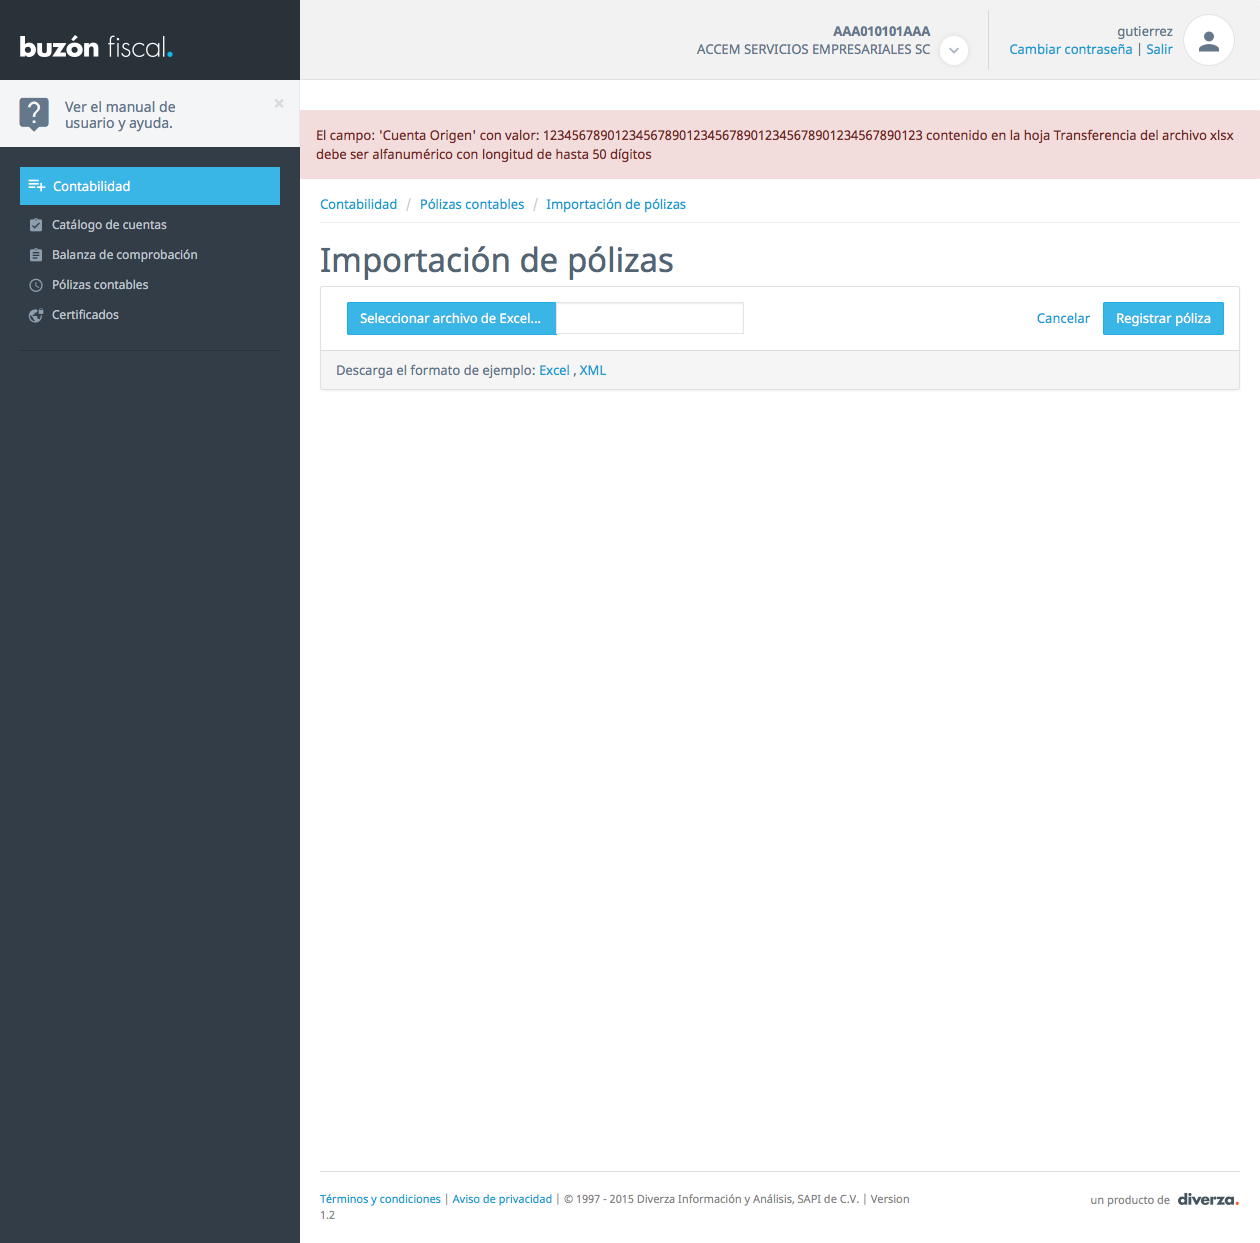 buzón fiscal.
AAA010101AAA
ACCEM SERVICIOS EMPRESARIALES SC
gutierrez
Cambiar contraseña | Salir
Ver el manual de
usuario y ayuda.
×
El campo: 'Cuenta Origen' con valor: 12345678901234567890123456789012345678901234567890123 contenido en la hoja Transferencia del archivo xlsx
debe ser alfanumérico con longitud de hasta 50 dígitos
Contabilidad
Catálogo de cuentas
Balanza de comprobación
Pólizas contables
Certificados
Contabilidad / Pólizas contables / Importación de pólizas
Importación de pólizas
Seleccionar archivo de Excel...
Cancelar
Registrar póliza
Descarga el formato de ejemplo: Excel , XML
Términos y condiciones | Aviso de privacidad | © 1997 - 2015 Diverza Información y Análisis, SAPI de C.V. | Version
1.2
un producto de diverza.